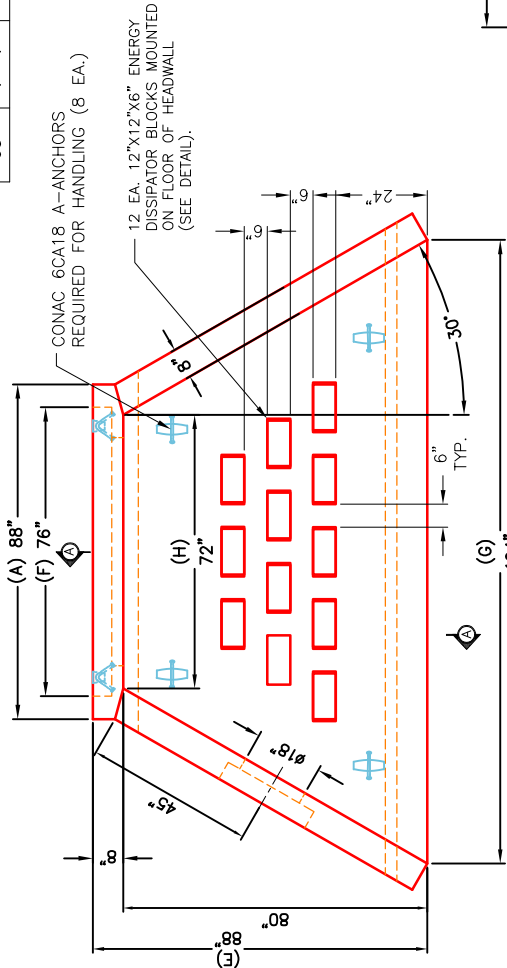 CONAC 6CA18 A-ANCHORS
REQUIRED FOR HANDLING (8 EA.)
12 EA. 12"X12"X6" ENERGY
DISSIPATOR BLOCKS MOUNTED
ON FLOOR OF HEADWALL
(SEE DETAIL).
(A) 88"
(F) 76"
A
(H)
72"
8"
6"
6"
24"
30°
6"
TYP.
(G)
A
Ø18"
45"
8"
80"
88"
(E)